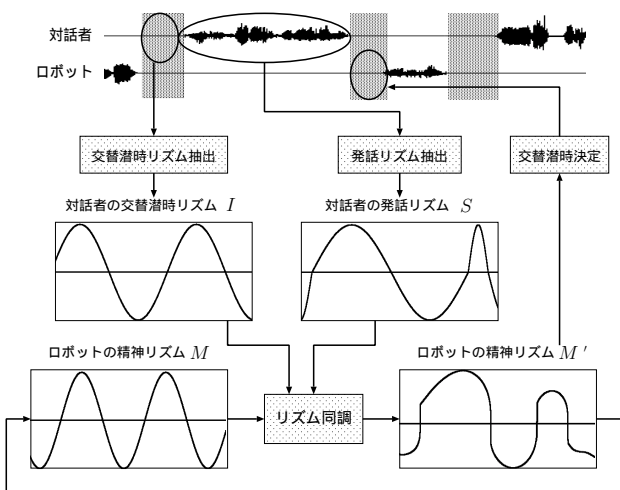 対話者
ロボット
交替潜時リズム抽出
発話リズム抽出
交替潜時決定
対話者の交替潜時リズム I
対話者の発話リズム S
ロボットの精神リズム M
ロボットの精神リズム M '
リズム同調